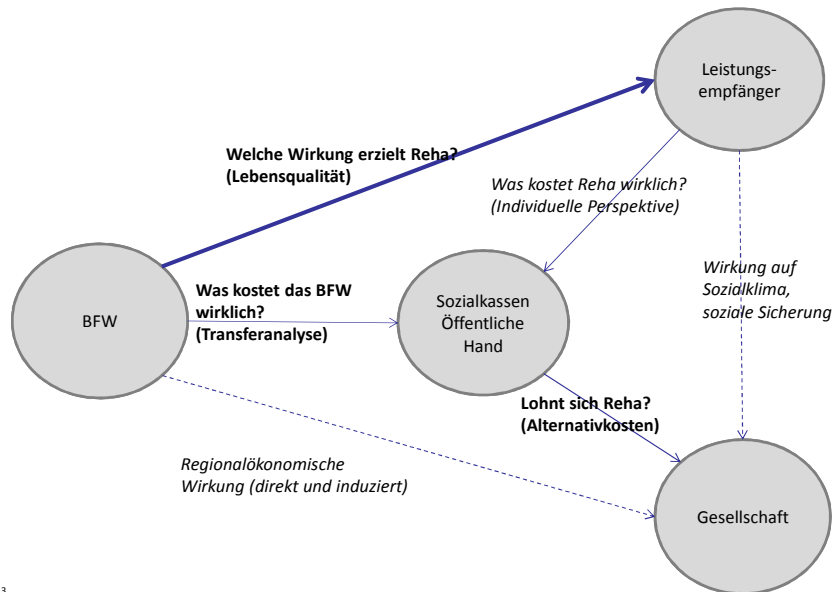 Leistungs-
empfänger
Welche Wirkung erzielt Reha?
(Lebensqualität)
Was kostet Reha wirklich?
(Individuelle Perspektive)
Wirkung auf
Sozialklima,
soziale Sicherung
BFW
Was kostet das BFW
wirklich?
(Transferanalyse)
Sozialkassen
Öffentliche
Hand
Lohnt sich Reha?
(Alternativkosten)
Regionalökonomische
Wirkung (direkt und induziert)
Gesellschaft
3